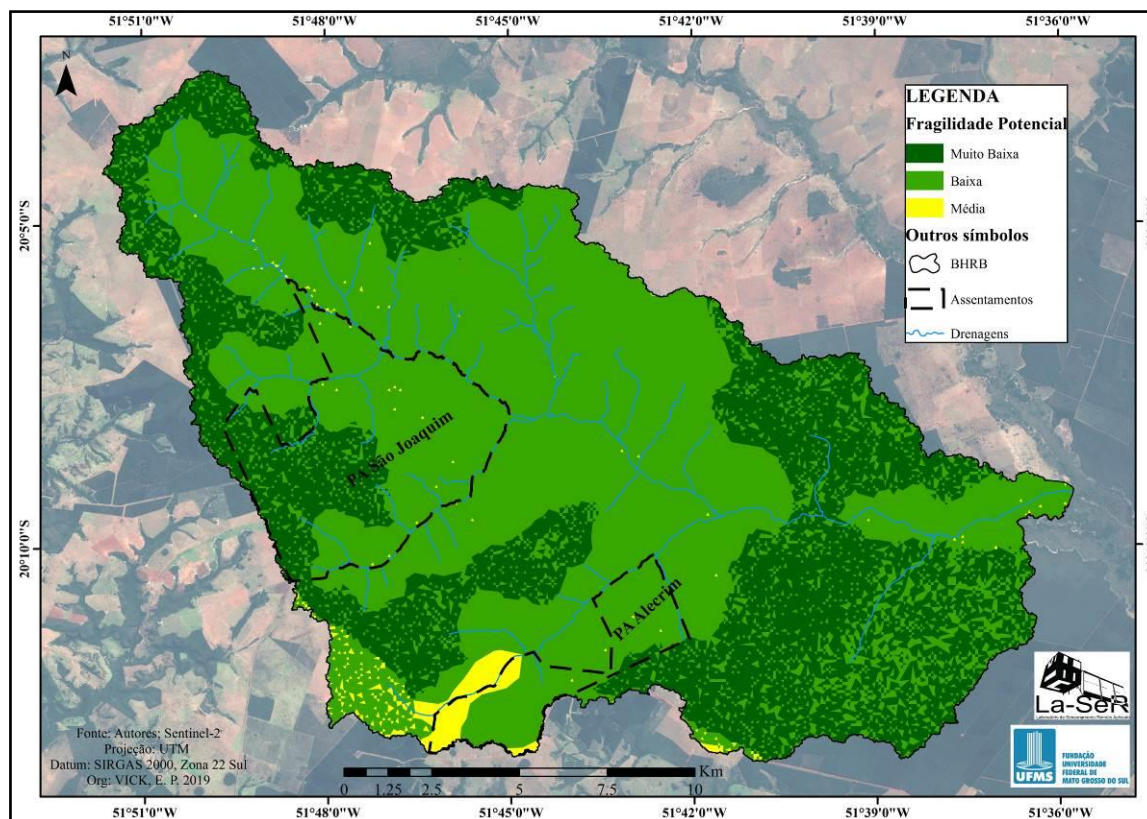 51°51'0"W 51°48'0"W 51°45'0"W 51°42'0"W 51°39'0"W 51°36'0"W
N
LEGENDA
Fragilidade Potencial
Muito Baixa
Baixa
Média
Outros símbolos
BHRB
Assentamentos
Drenagens
20°5'0"S
20°10'0"S
PA São Joaquim
PA Alecrim
La-SeR
Fonte: Autores; Sentinel-2
Projeção: UTM
Datum: SIRGAS 2000, Zona 22 Sul
Org: VICK, E. P. 2019
Km
0 1.25 2.5 5 7.5 10
UFMS
FUNDAÇÃO
UNIVERSIDADE
FEDERAL DE
MATO GROSSO DO SUL
51°51'0"W 51°48'0"W 51°45'0"W 51°42'0"W 51°39'0"W 51°36'0"W